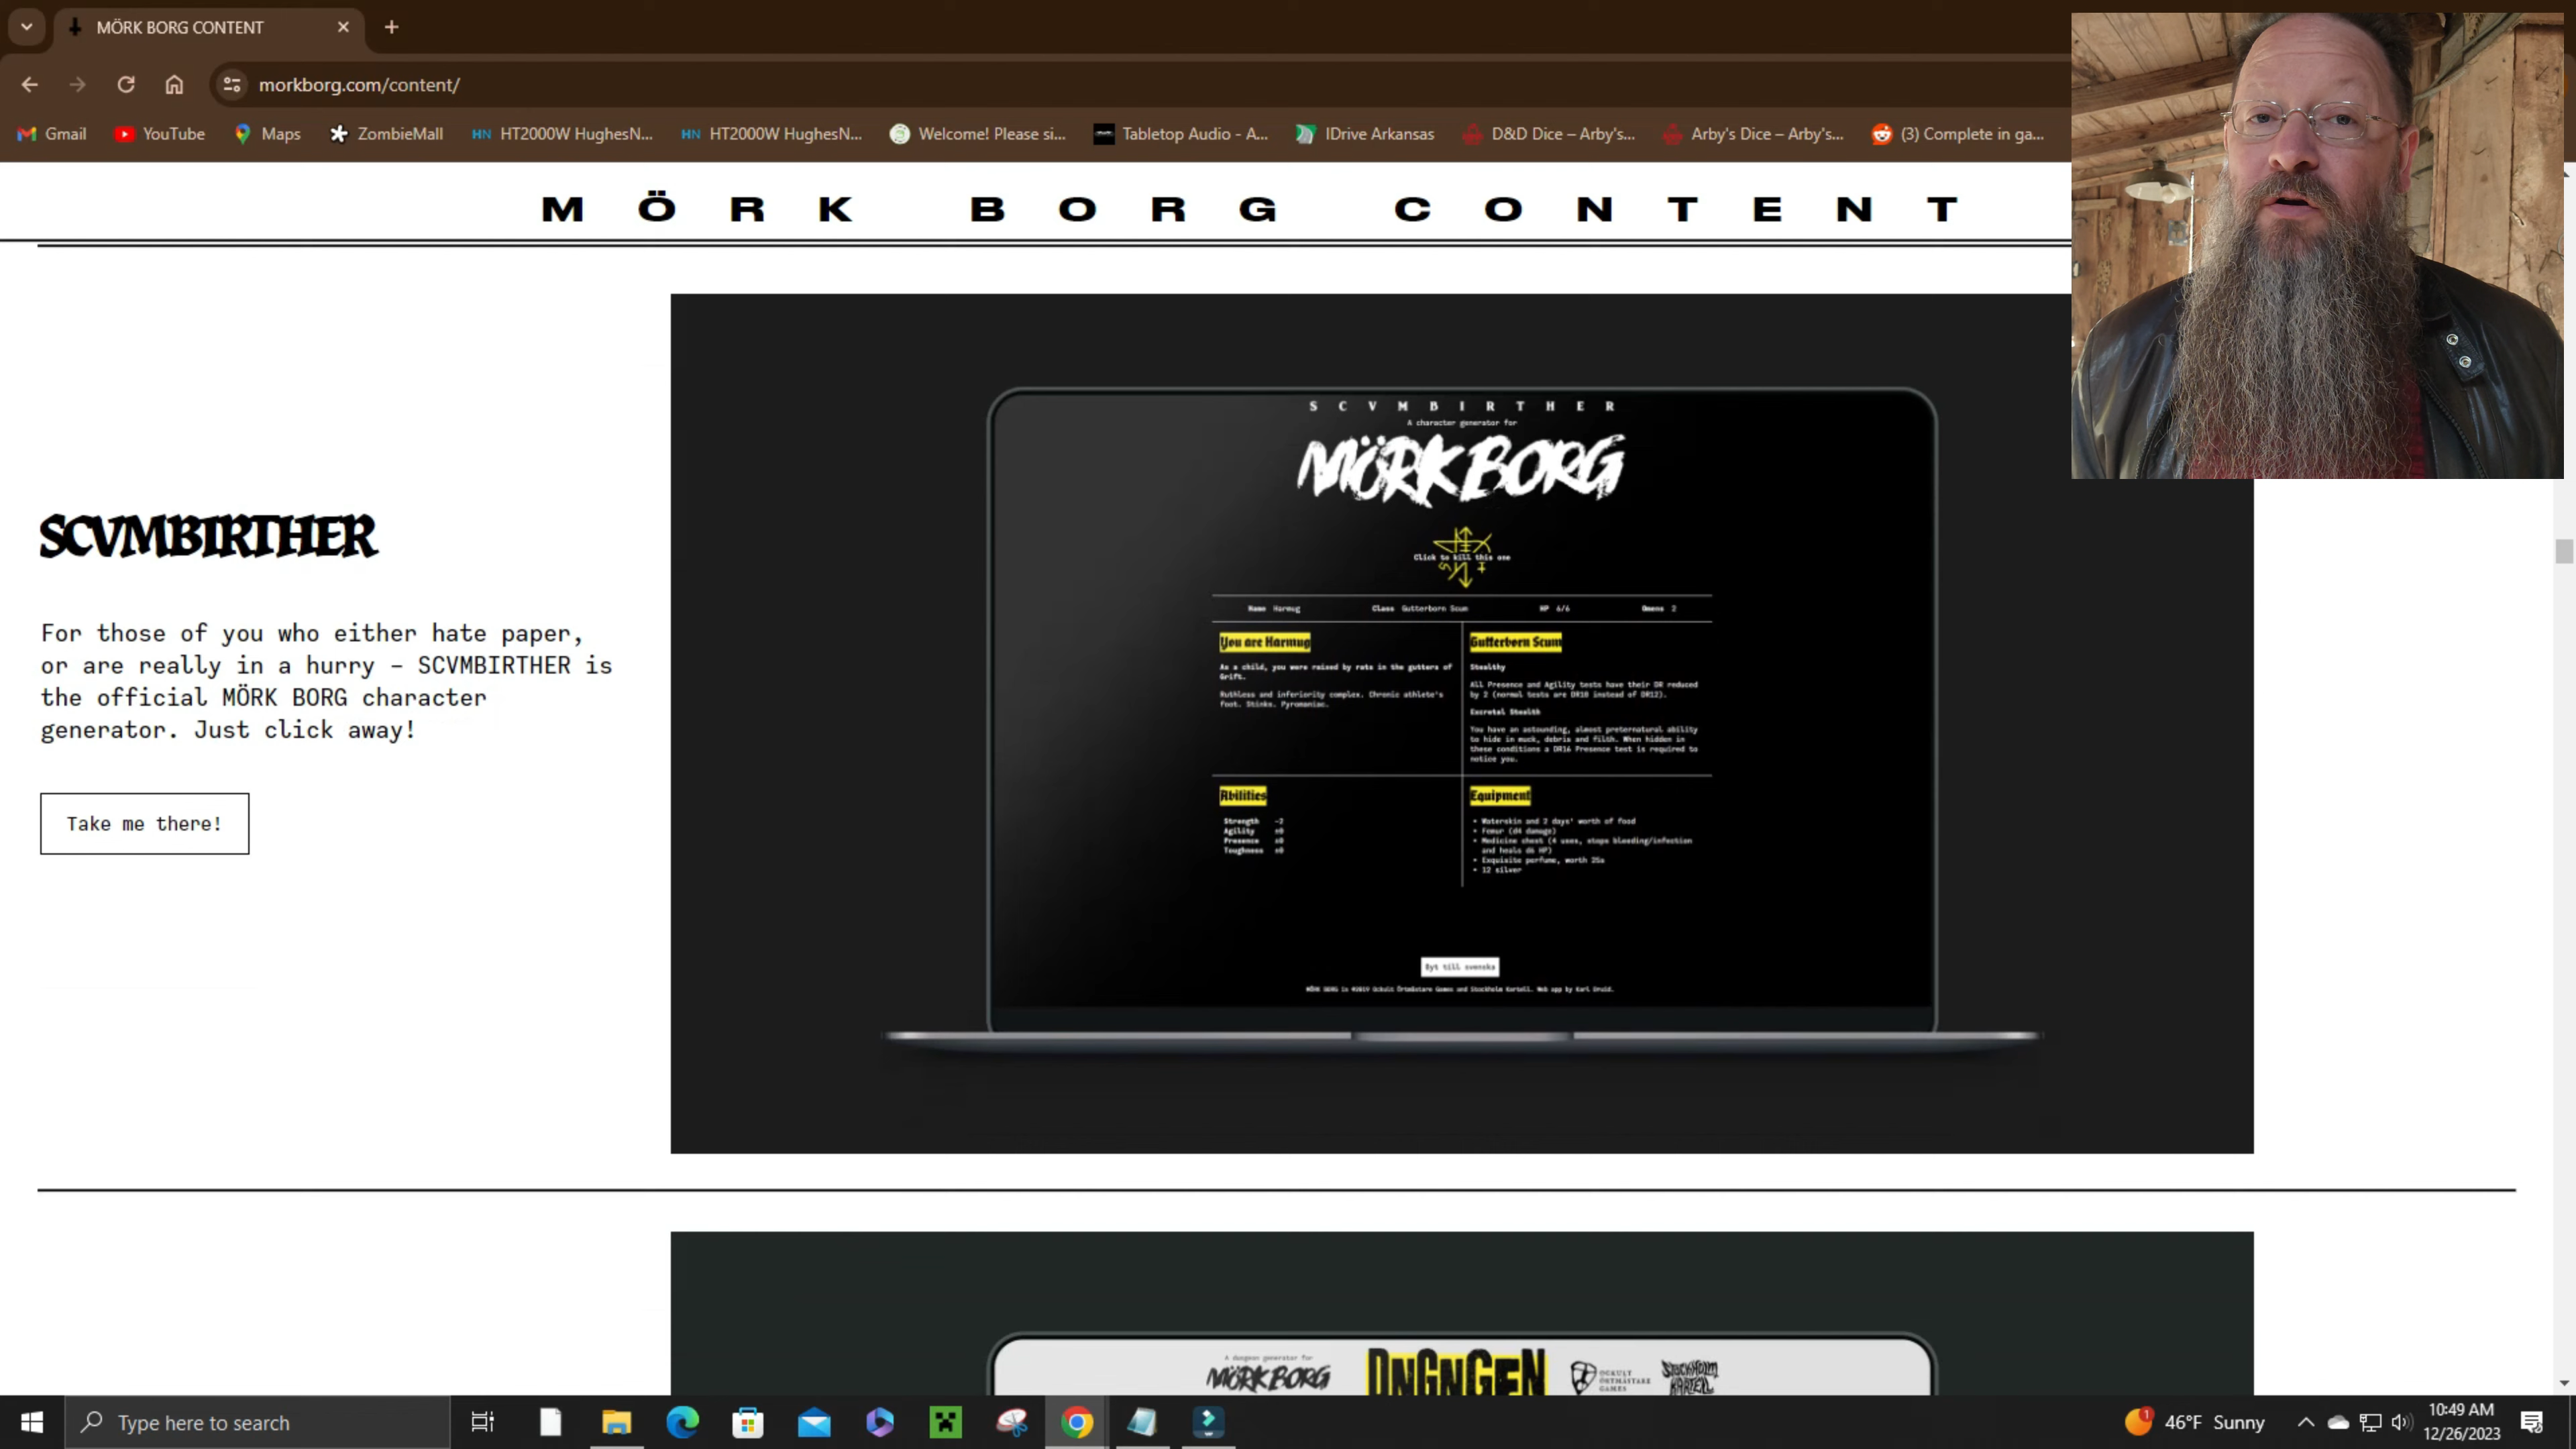 MÖRK BORG CONTENT
morkborg.com/content/
Gmail
YouTube
Maps
ZombieMall
HT2000W HughesN...
HT2000W HughesN...
Welcome! Please si...
Tabletop Audio - A...
IDrive Arkansas
D&D Dice – Arby's...
Arby's Dice – Arby's...
(3) Complete in ga...
MÖRK BORG CONTENT
SCVMBIRTHER
For those of you who either hate paper,
or are really in a hurry – SCVMBIRTHER is
the official MÖRK BORG character
generator. Just click away!
Take me there!
SCVMBIRTHER
A character generator for
MÖRK BORG
Click to kill this one
Name Harmug
Class Gutterborn Scum
HP 6/6
Omens 2
You are Harmug
As a child, you were raised by rats in the gutters of
Grift.
Ruthless and inferiority complex. Chronic athlete's
foot. Stinks. Pyromaniac.
Gutterborn Scum
Stealthy
All Presence and Agility tests have their DR reduced
by 2 (normal tests are DR10 instead of DR12).
Excretal Stealth
You have an astounding, almost preternatural ability
to hide in muck, debris and filth. When hidden in
these conditions a DR16 Presence test is required to
notice you.
Abilities
Strength -2
Agility ±0
Presence ±0
Toughness ±0
Equipment
• Waterskin and 2 days' worth of food
• Femur (d4 damage)
• Medicine chest (4 uses, stops bleeding/infection
and heals d6 HP)
• Exquisite perfume, worth 25s
• 12 silver
Byt till svenska
MÖRK BORG is ©2019 Ockult Örtmästare Games and Stockholm Kartell. Web app by Karl Druid.
A dungeon generator for
MÖRK BORG
DNGNGEN
OCKULT
ÖRTMÄSTARE
GAMES
STOCKHOLM
KARTELL
Type here to search
1
46°F Sunny
10:49 AM
12/26/2023